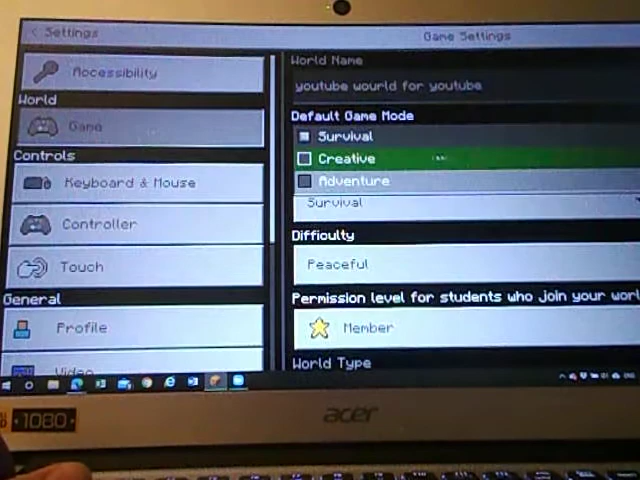 < Settings
Game Settings
Accessibility
World
Game
Controls
Keyboard & Mouse
Controller
Touch
General
Profile
Video
World Name
youtube wourld for youtube
Default Game Mode
Survival
Creative
Adventure
Survival
Difficulty
Peaceful
Permission level for students who join your worl
Member
World Type
1080
acer